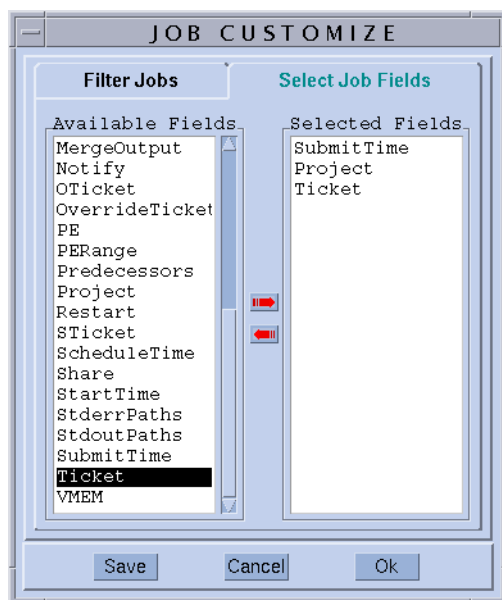 JOB CUSTOMIZE
Filter Jobs
Select Job Fields
Available Fields
MergeOutput
Notify
OTicket
OverrideTicket
PE
PERange
Predecessors
Project
Restart
STicket
ScheduleTime
Share
StartTime
StderrPaths
StdoutPaths
SubmitTime
Ticket
VMEM
Selected Fields
SubmitTime
Project
Ticket
Save
Cancel
Ok